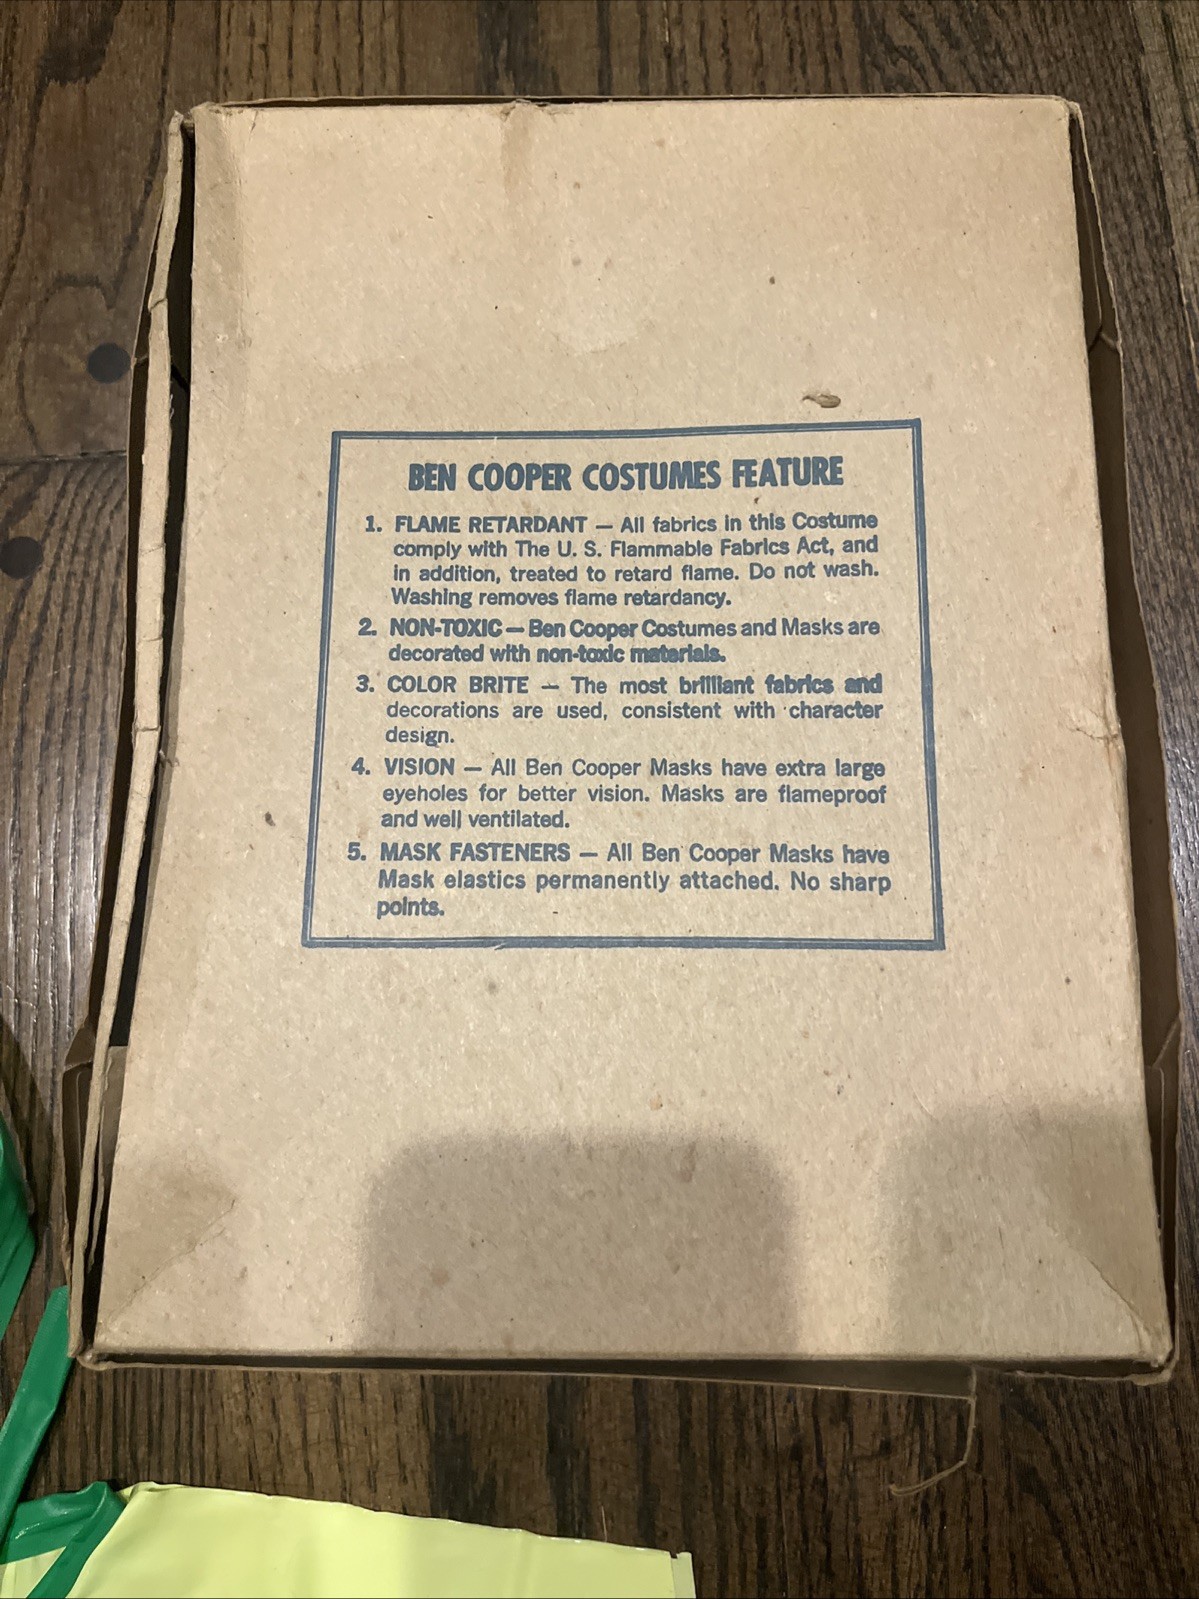 BEN COOPER COSTUMES FEATURE
1. FLAME RETARDANT — All fabrics in this Costume
comply with The U. S. Flammable Fabrics Act, and
in addition, treated to retard flame. Do not wash.
Washing removes flame retardancy.
2. NON-TOXIC — Ben Cooper Costumes and Masks are
decorated with non-toxic materials.
3. COLOR BRITE — The most brilliant fabrics and
decorations are used, consistent with character
design.
4. VISION — All Ben Cooper Masks have extra large
eyeholes for better vision. Masks are flameproof
and well ventilated.
5. MASK FASTENERS — All Ben Cooper Masks have
Mask elastics permanently attached. No sharp
points.